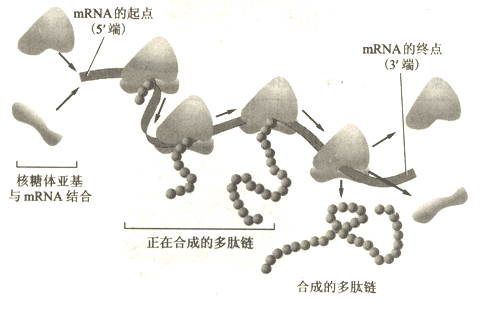 mRNA的起点
(5′端)
mRNA的终点
(3′端)
核糖体亚基
与mRNA结合
正在合成的多肽链
合成的多肽链